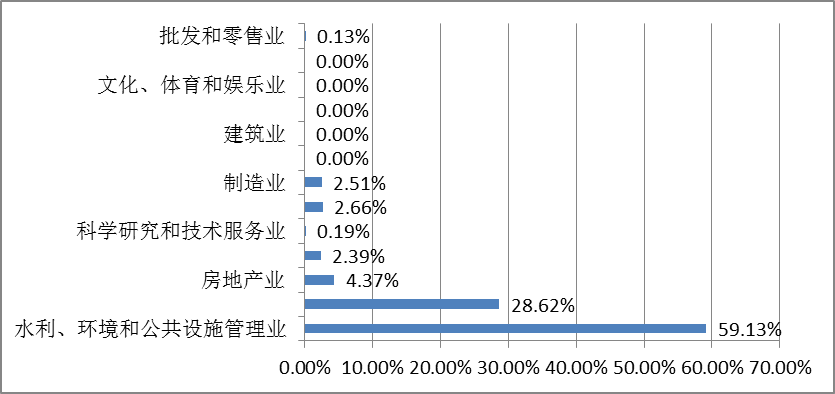 批发和零售业 0.13%
0.00%
文化、体育和娱乐业 0.00%
0.00%
建筑业 0.00%
0.00%
制造业 2.51%
2.66%
科学研究和技术服务业 0.19%
2.39%
房地产业 4.37%
28.62%
水利、环境和公共设施管理业 59.13%
0.00% 10.00% 20.00% 30.00% 40.00% 50.00% 60.00% 70.00%